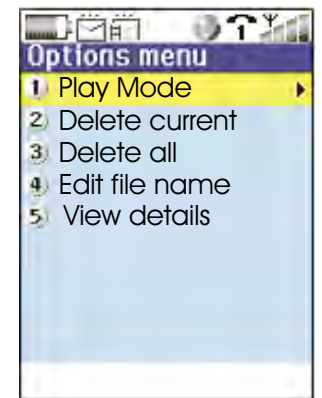 Options menu
1 Play Mode
2 Delete current
3 Delete all
4 Edit file name
5 View details